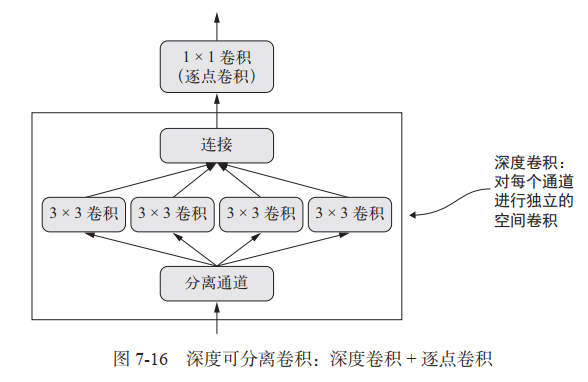 1 × 1 卷积
（逐点卷积）
连接
3 × 3 卷积
3 × 3 卷积
3 × 3 卷积
3 × 3 卷积
分离通道
深度卷积：
对每个通道
进行独立的
空间卷积
图 7-16 深度可分离卷积：深度卷积 + 逐点卷积